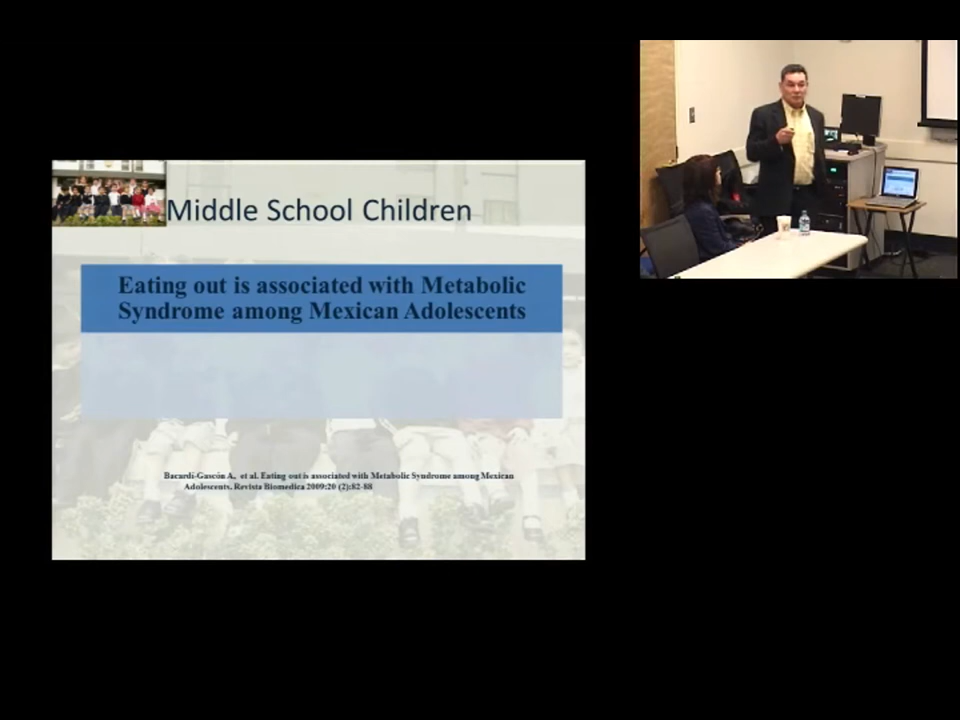 Middle School Children
Eating out is associated with Metabolic
Syndrome among Mexican Adolescents
Bacardí-Gascón A., et al. Eating out is associated with Metabolic Syndrome among Mexican
Adolescents. Revista Biomedica 2009:20 (2):82-88